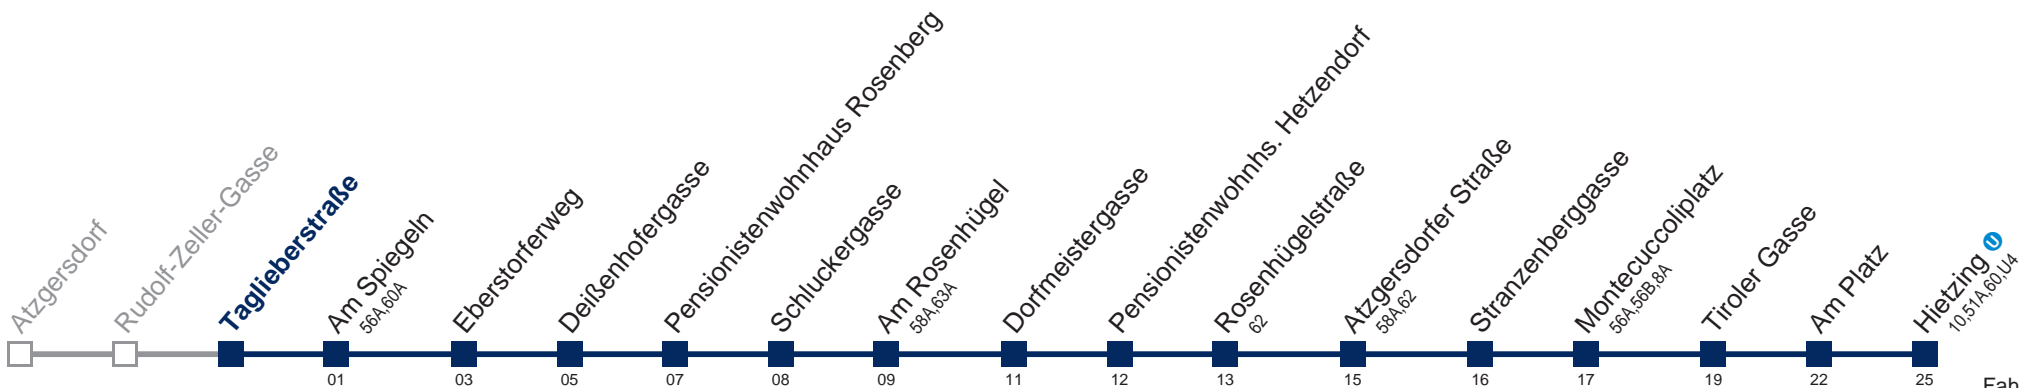 Atzgersdorf
Rudolf-Zeller-Gasse
Taglieberstraße
Am Spiegeln
56A,60A
Eberstorferweg
Deißenhofergasse
Pensionistenwohnhaus Rosenberg
Schluckergasse
Am Rosenhügel
58A,63A
Dorfmeistergasse
Pensionistenwohnhs. Hetzendorf
Rosenhügelstraße
62
Atzgersdorfer Straße
58A,62
Stranzenberggasse
Montecuccoliplatz
56A,56B,8A
Tiroler Gasse
Am Platz
Hietzing U
10,51A,60,U4
01 03 05 07 08 09 11 12 13 15 16 17 19 22 25
Fah